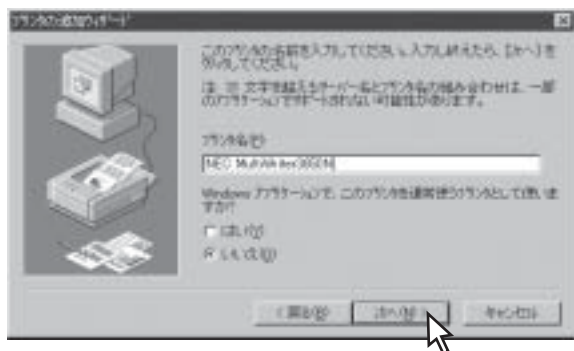 プリンタの追加ウィザード
このプリンタの名前を入力してください。入力し終えたら、[次へ] を
クリックしてください。
注: 31 文字を超えるサーバー名とプリンタ名の組み合わせは、一部
のアプリケーションでサポートされない可能性があります。
プリンタ名(P):
NEC MultiWriter
Windows アプリケーションで、このプリンタを通常使うプリンタとして使いま
すか?
はい(Y)
いいえ(O)
< 戻る(B)
次へ(N) >
キャンセル